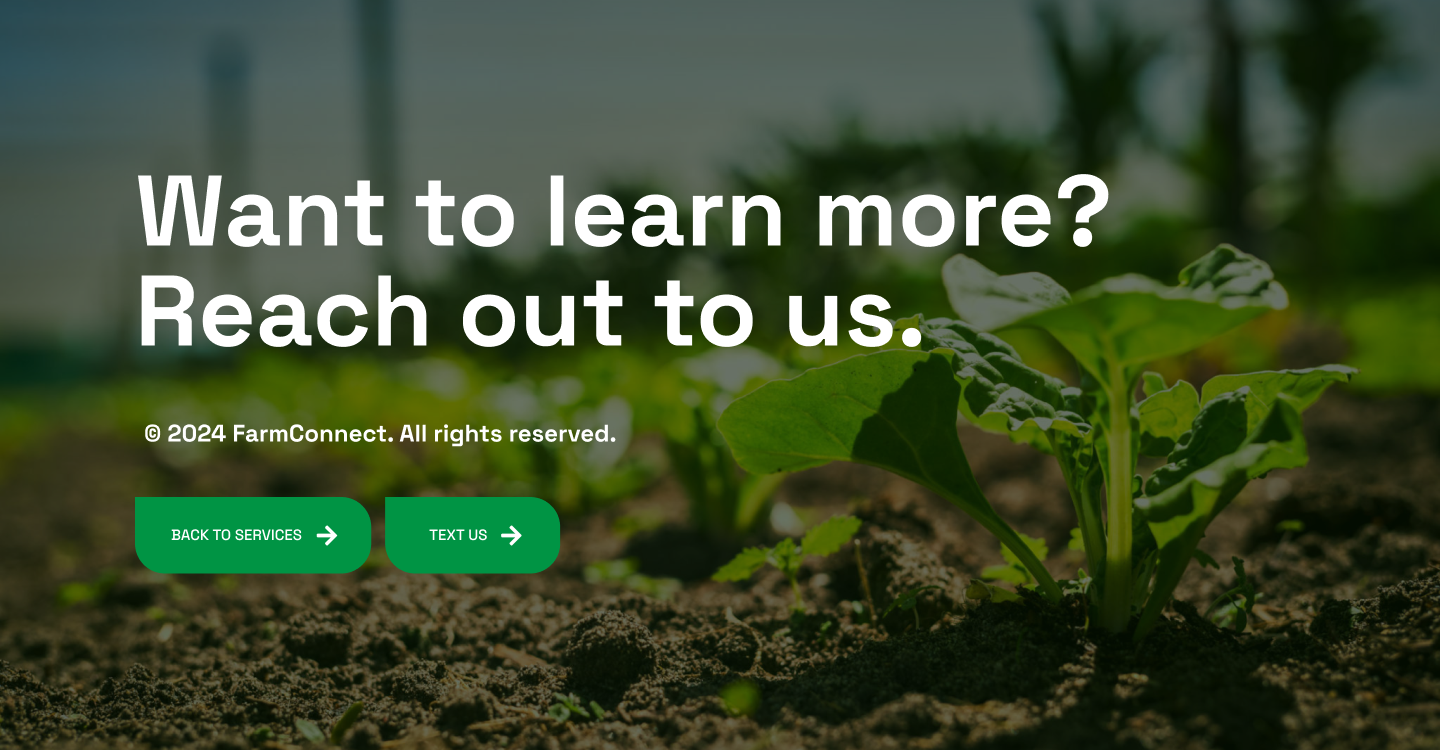 Want to learn more?
Reach out to us.
© 2024 FarmConnect. All rights reserved.
BACK TO SERVICES
TEXT US